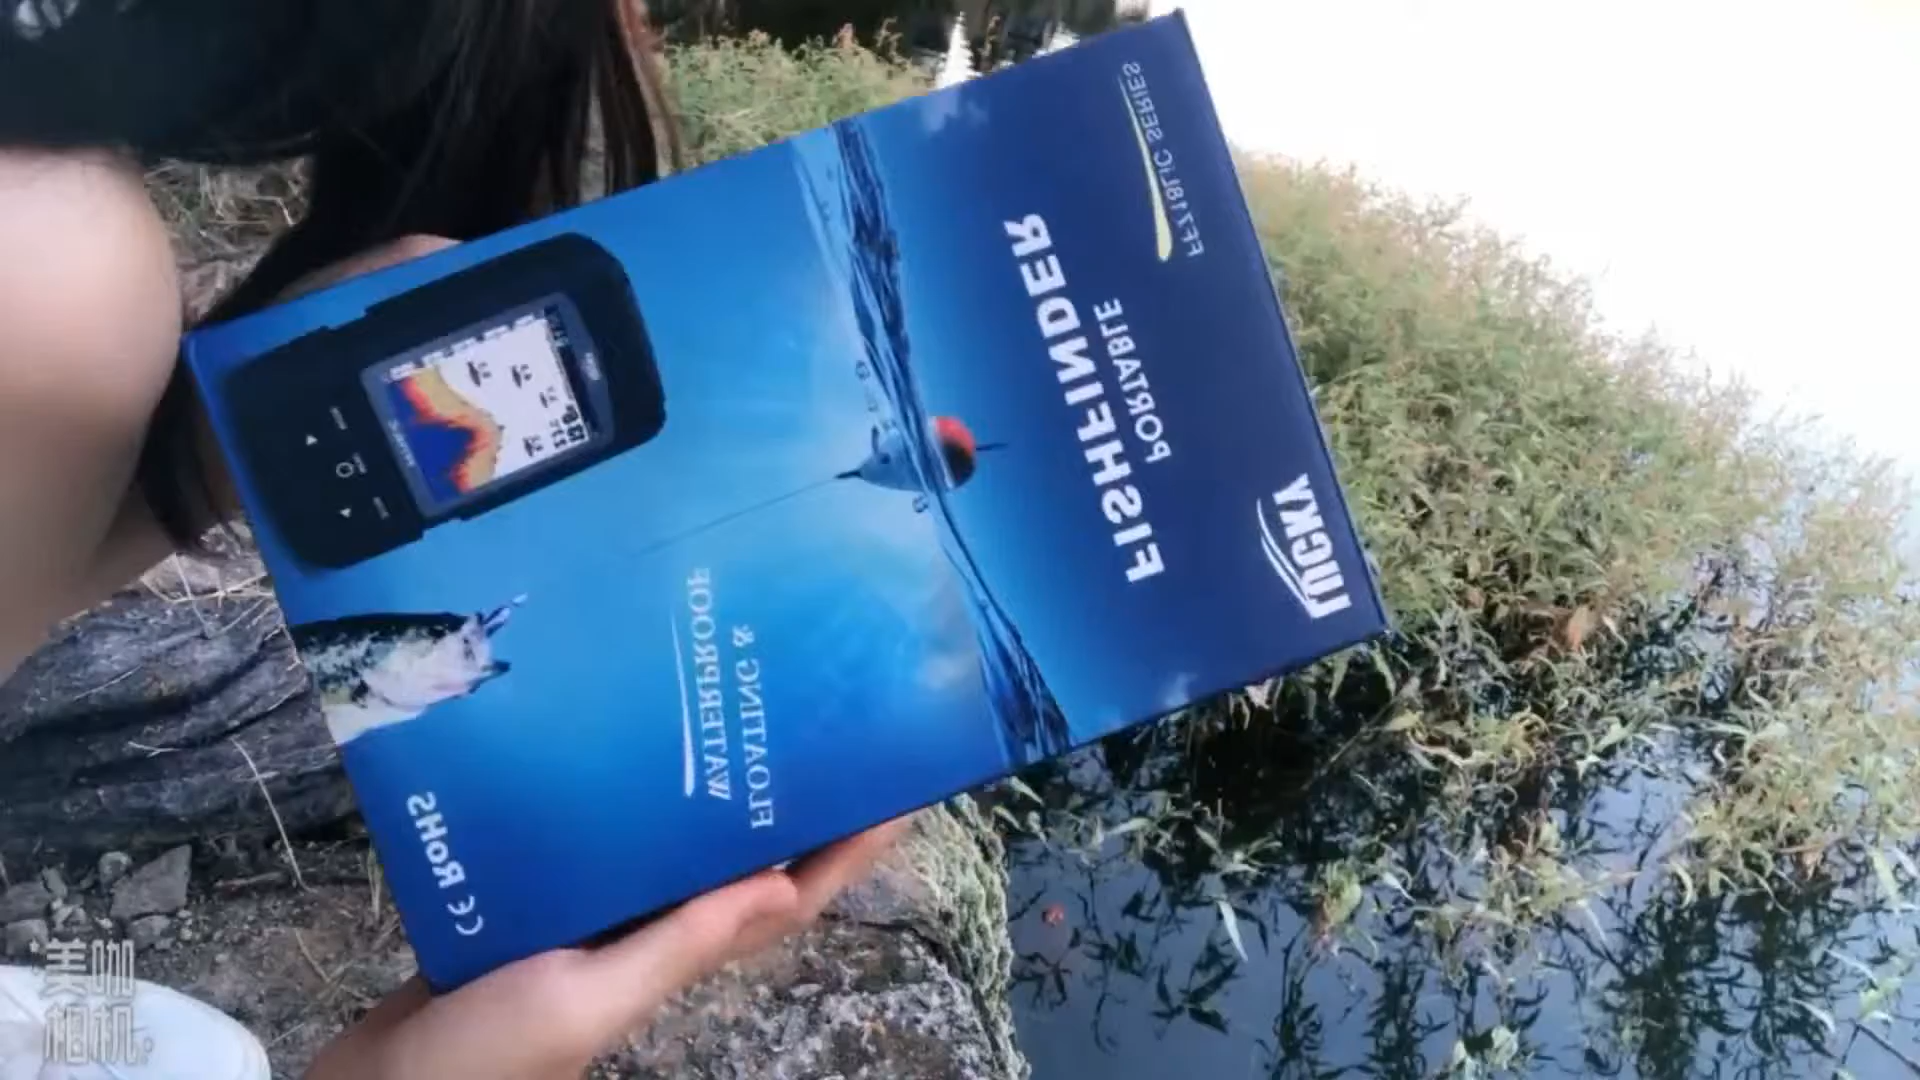 LUCKY
PORTABLE
FISHFINDER
FF718LIC SERIES
FLOATING &
WATERPROOF
CE RoHS
美咖
相机